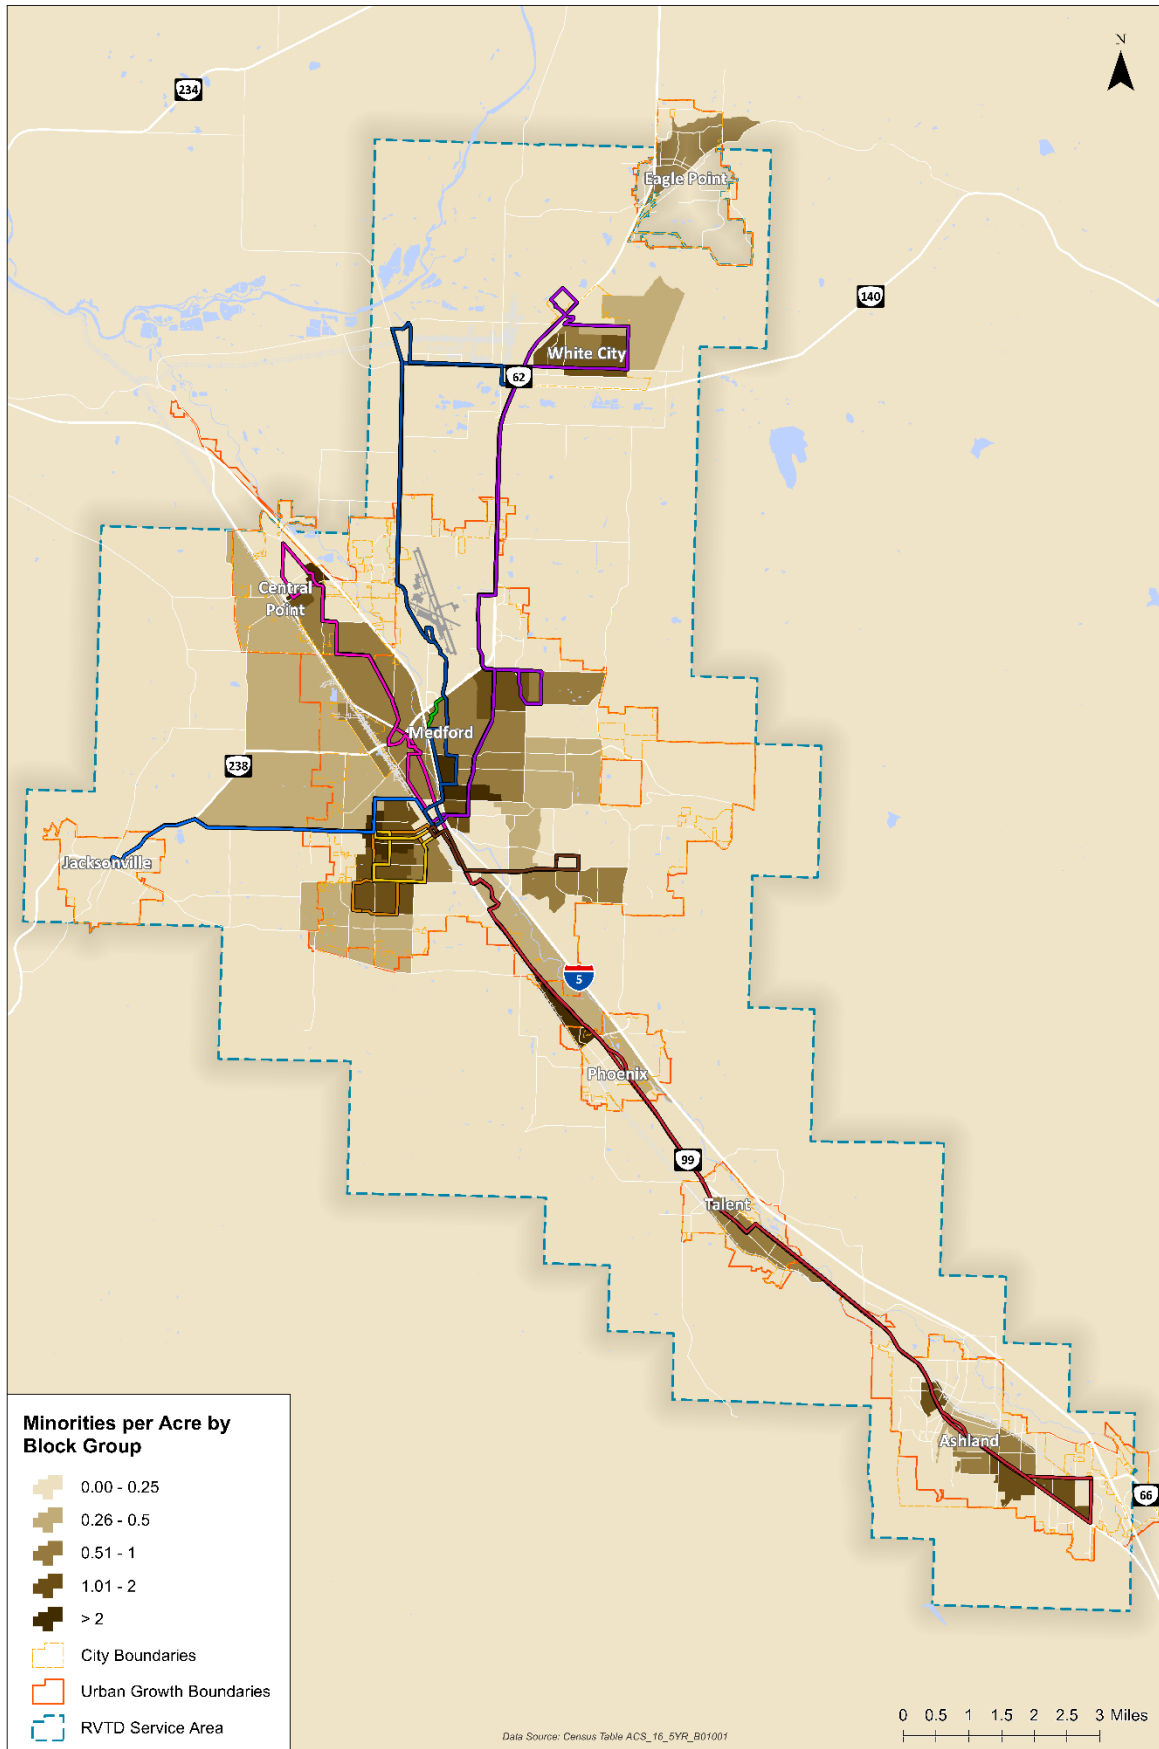 N
234
Eagle Point
140
White City
62
Central
Point
Medford
238
Jacksonville
5
Phoenix
99
Talent
Ashland
66
Minorities per Acre by
Block Group
0.00 - 0.25
0.26 - 0.5
0.51 - 1
1.01 - 2
> 2
City Boundaries
Urban Growth Boundaries
RVTD Service Area
0 0.5 1 1.5 2 2.5 3 Miles
Data Source: Census Table ACS_16_5YR_B01001